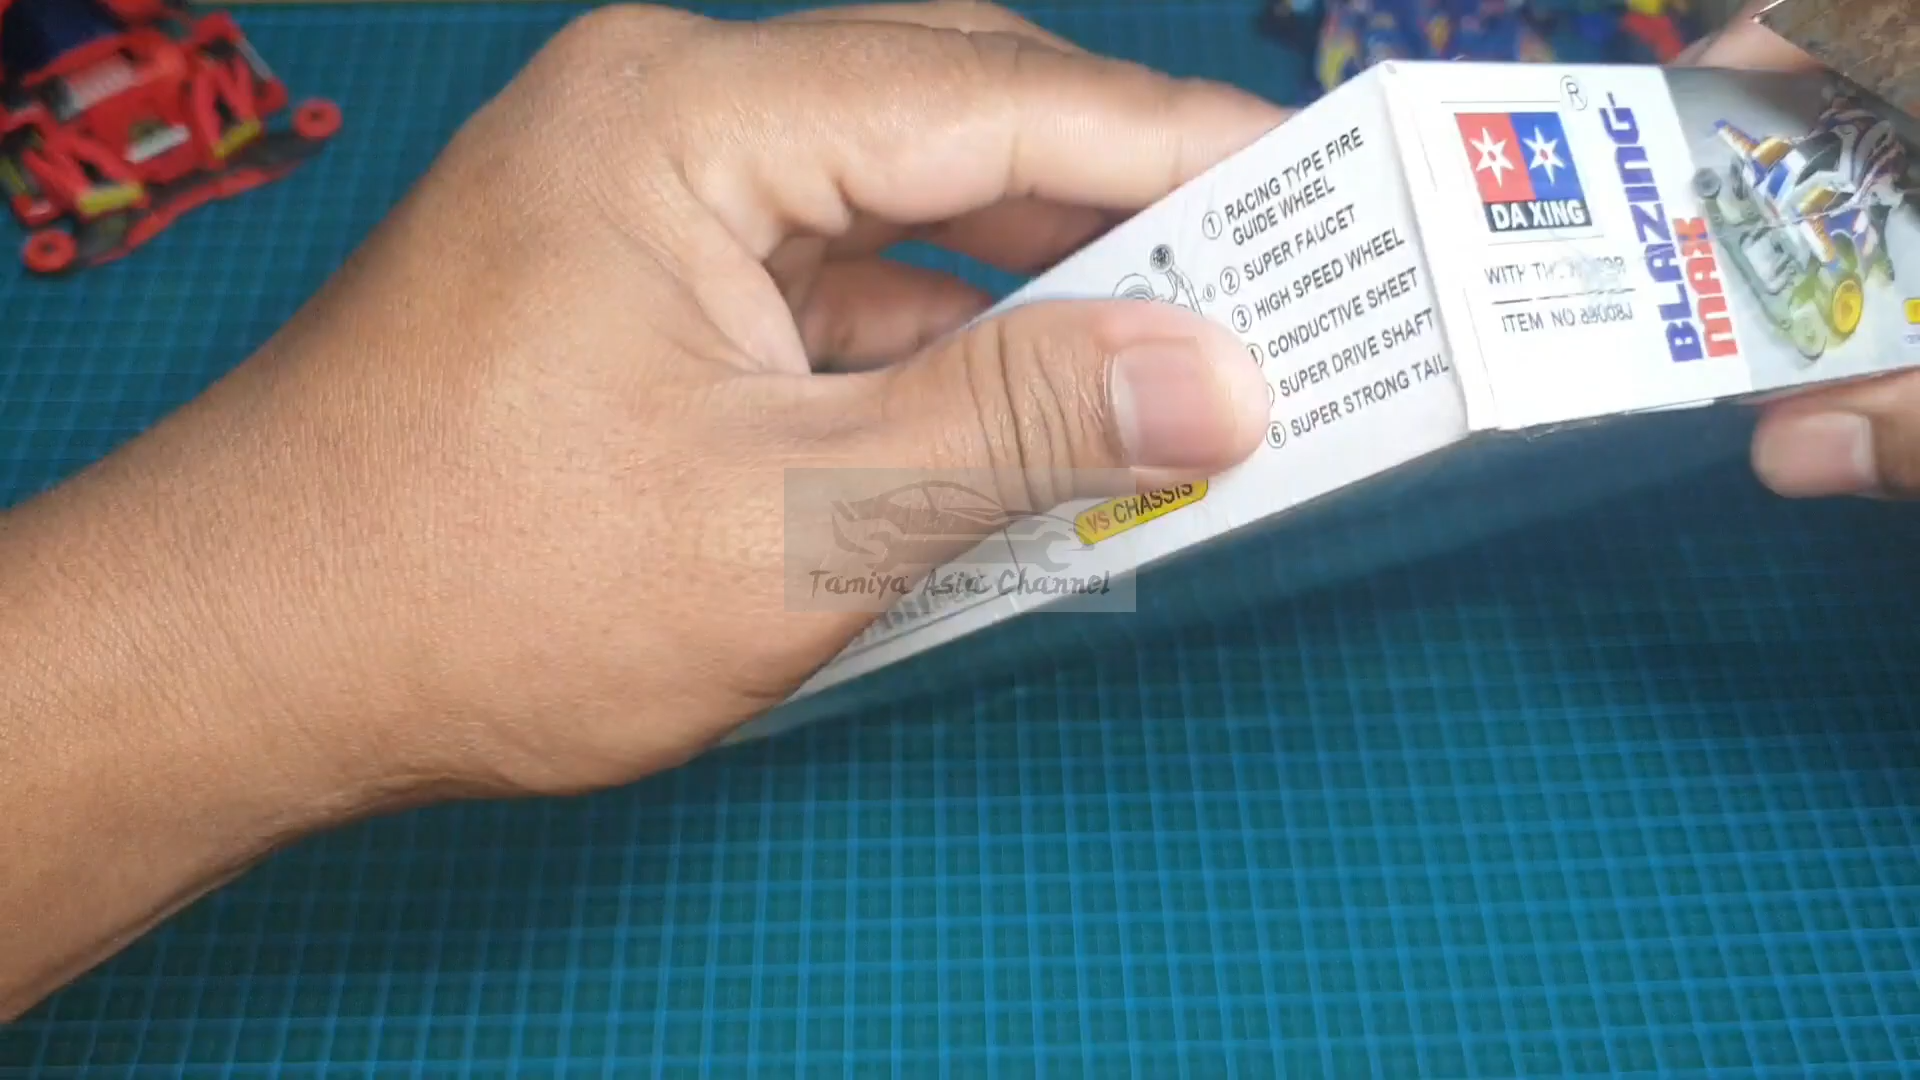 ① RACING TYPE FIRE
GUIDE WHEEL
② SUPER FAUCET
③ HIGH SPEED WHEEL
CONDUCTIVE SHEET
SUPER DRIVE SHAFT
⑥ SUPER STRONG TAIL
VS CHASSIS
®
DA XING
WITH
ITEM NO
BLAZING-
MAX
Tamiya Asia Channel